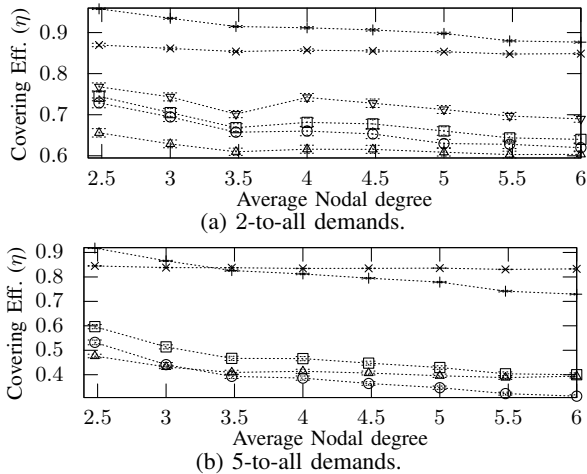 Covering Eff. (η)
0.9
0.8
0.7
0.6
2.5 3 3.5 4 4.5 5 5.5 6
Average Nodal degree
(a) 2-to-all demands.
Covering Eff. (η)
0.9
0.8
0.7
0.6
0.5
0.4
2.5 3 3.5 4 4.5 5 5.5 6
Average Nodal degree
(b) 5-to-all demands.